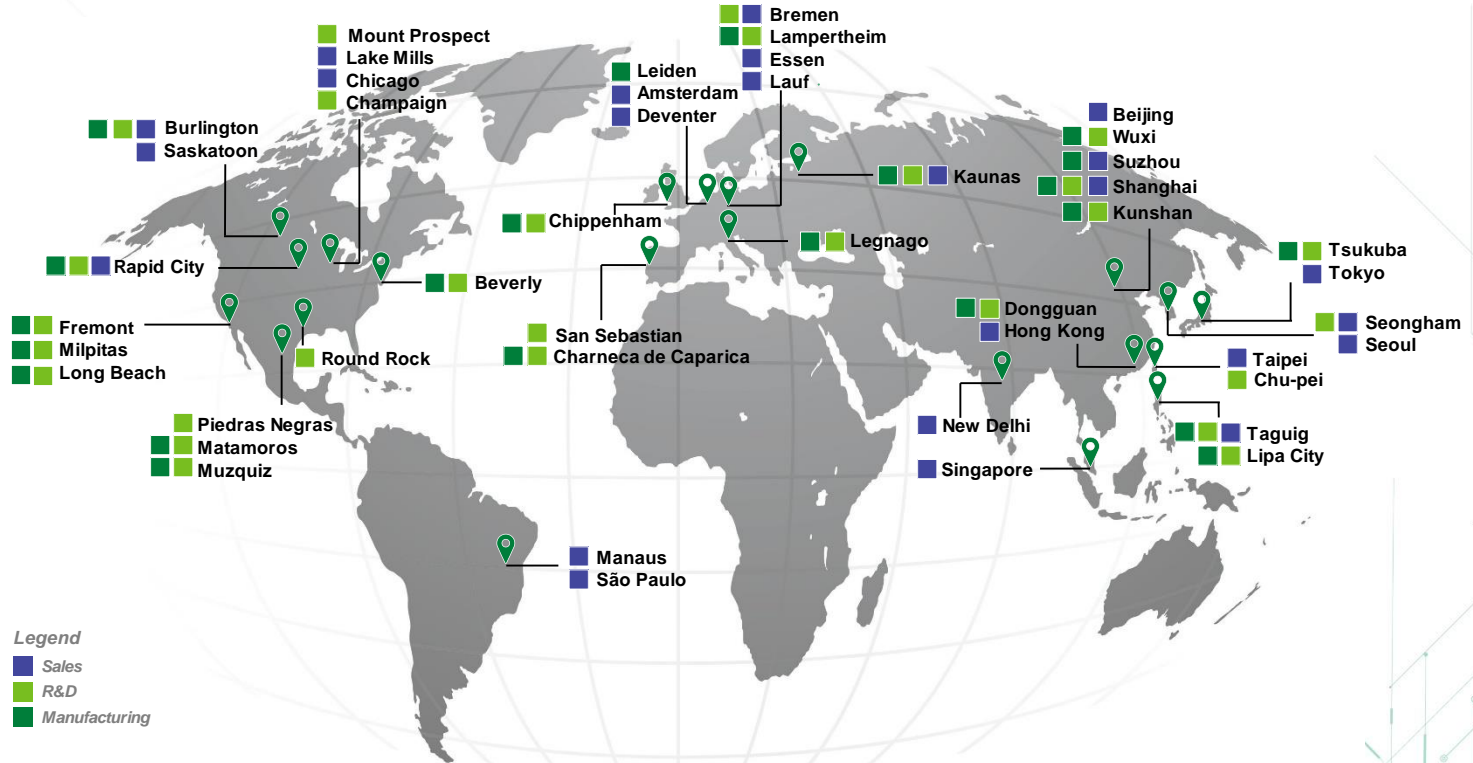 Mount Prospect
Lake Mills
Chicago
Champaign
Burlington
Saskatoon
Rapid City
Beverly
Fremont
Milpitas
Long Beach
Round Rock
Piedras Negras
Matamoros
Muzquiz
Manaus
São Paulo
Bremen
Lampertheim
Essen
Lauf
Leiden
Amsterdam
Deventer
Kaunas
Chippenham
Legnago
San Sebastian
Charneca de Caparica
Beijing
Wuxi
Suzhou
Shanghai
Kunshan
Tsukuba
Tokyo
Dongguan
Hong Kong
Seongham
Seoul
Taipei
Chu-pei
New Delhi
Taguig
Lipa City
Singapore
Legend
Sales
R&D
Manufacturing